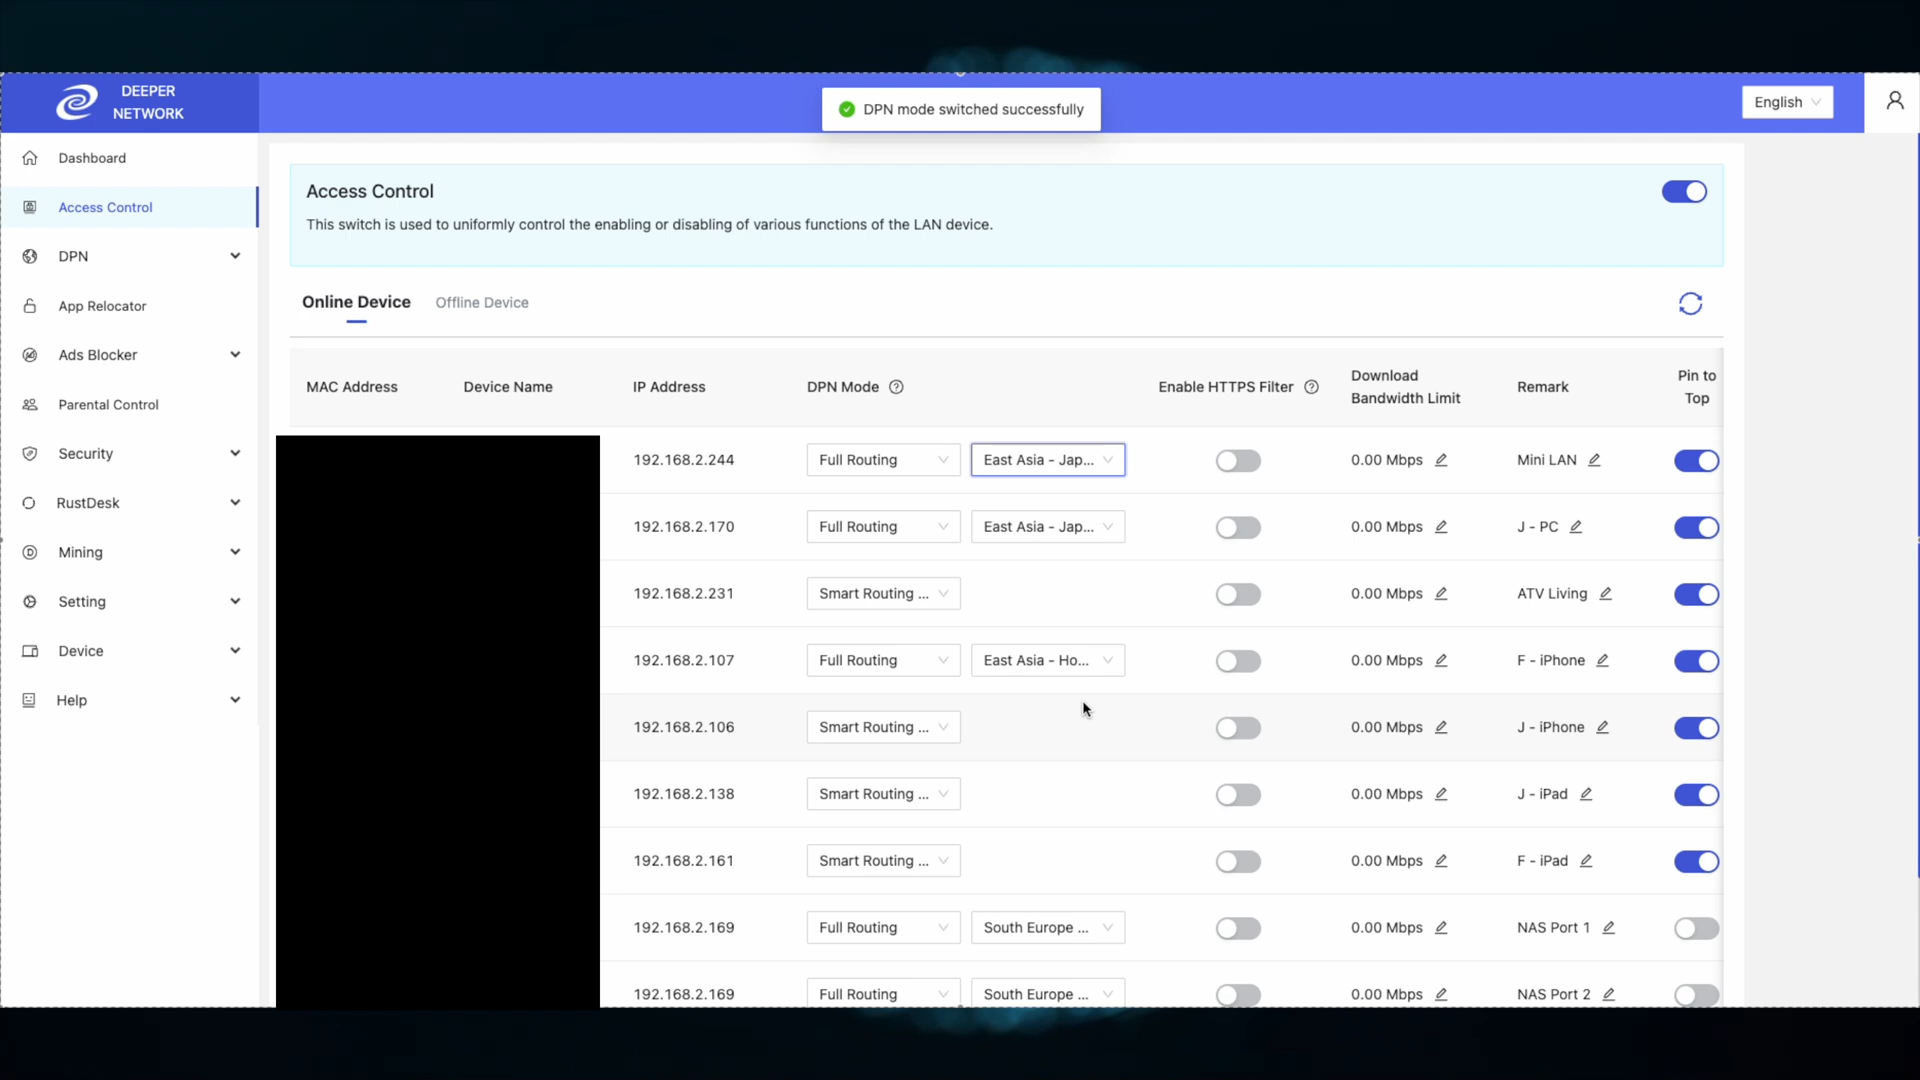 DEEPER
NETWORK
DPN mode switched successfully
English
Dashboard
Access Control
DPN
App Relocator
Ads Blocker
Parental Control
Security
RustDesk
Mining
Setting
Device
Help
Access Control
This switch is used to uniformly control the enabling or disabling of various functions of the LAN device.
Online Device Offline Device
MAC Address Device Name IP Address DPN Mode Enable HTTPS Filter Download Bandwidth Limit Remark Pin to Top
192.168.2.244 Full Routing East Asia - Jap... 0.00 Mbps Mini LAN
192.168.2.170 Full Routing East Asia - Jap... 0.00 Mbps J - PC
192.168.2.231 Smart Routing ... 0.00 Mbps ATV Living
192.168.2.107 Full Routing East Asia - Ho... 0.00 Mbps F - iPhone
192.168.2.106 Smart Routing ... 0.00 Mbps J - iPhone
192.168.2.138 Smart Routing ... 0.00 Mbps J - iPad
192.168.2.161 Smart Routing ... 0.00 Mbps F - iPad
192.168.2.169 Full Routing South Europe ... 0.00 Mbps NAS Port 1
192.168.2.169 Full Routing South Europe ... 0.00 Mbps NAS Port 2